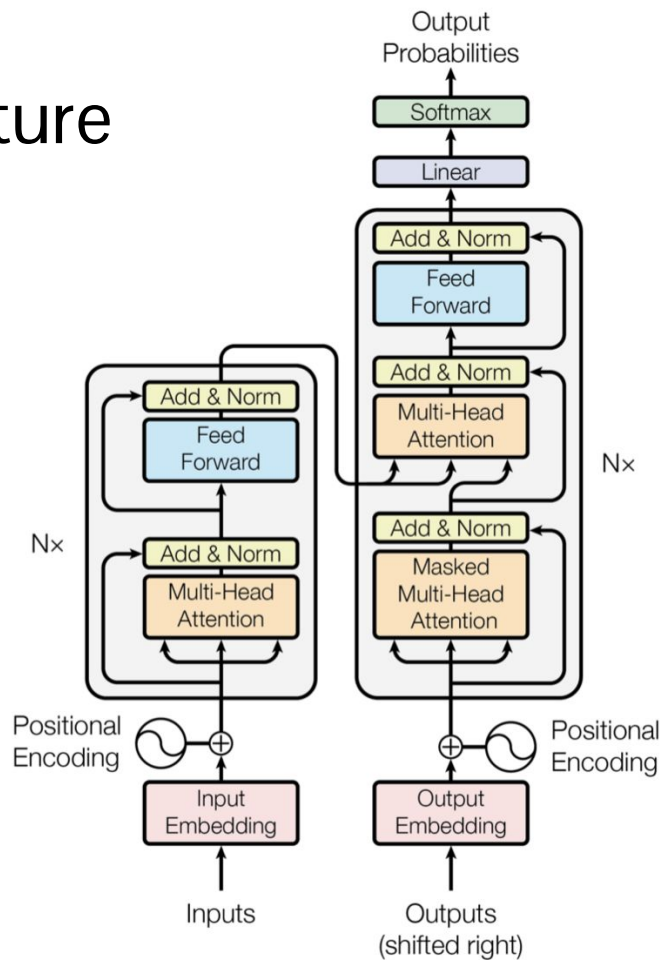 ture
Output
Probabilities
Softmax
Linear
Add & Norm
Feed
Forward
Add & Norm
Multi-Head
Attention
Nx
Add & Norm
Masked
Multi-Head
Attention
Add & Norm
Feed
Forward
Nx
Add & Norm
Multi-Head
Attention
Positional
Encoding
Positional
Encoding
Input
Embedding
Output
Embedding
Inputs
Outputs
(shifted right)